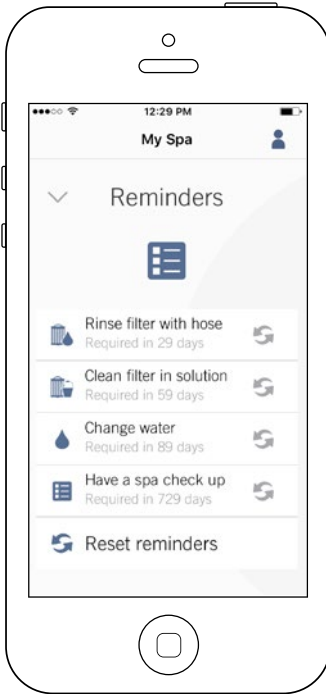 12:29 PM
My Spa
Reminders
Rinse filter with hose
Required in 29 days
Clean filter in solution
Required in 59 days
Change water
Required in 89 days
Have a spa check up
Required in 729 days
Reset reminders